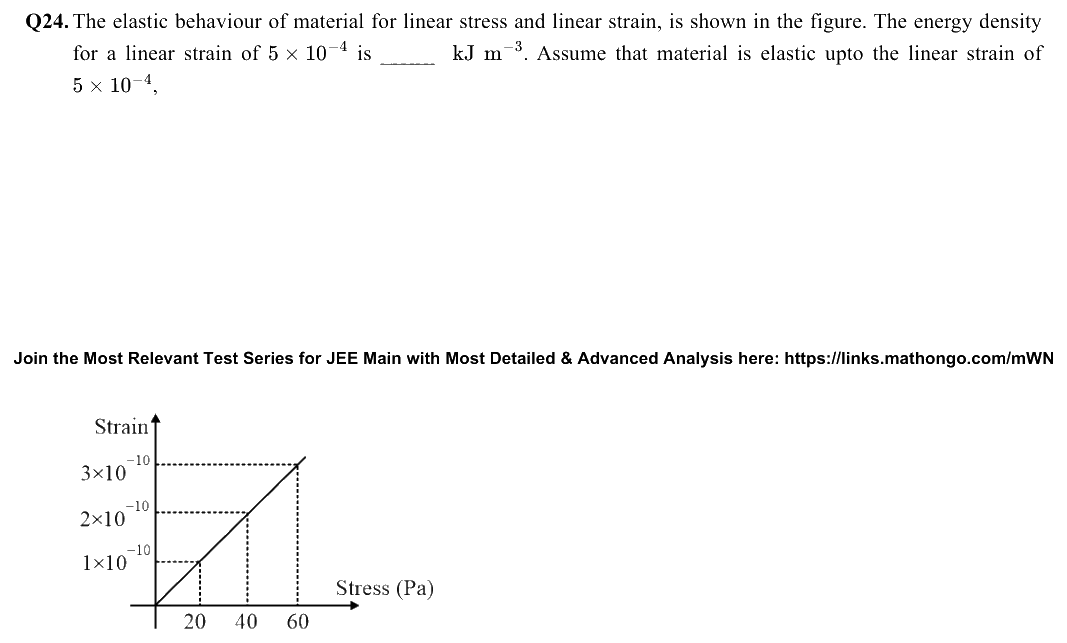 Q24. The elastic behaviour of material for linear stress and linear strain, is shown in the figure. The energy density
for a linear strain of 5 × 10⁻⁴ is ______ kJ m⁻³. Assume that material is elastic upto the linear strain of
5 × 10⁻⁴,
Join the Most Relevant Test Series for JEE Main with Most Detailed & Advanced Analysis here: https://links.mathongo.com/mWN
Strain
3×10⁻¹⁰
2×10⁻¹⁰
1×10⁻¹⁰
Stress (Pa)
20 40 60